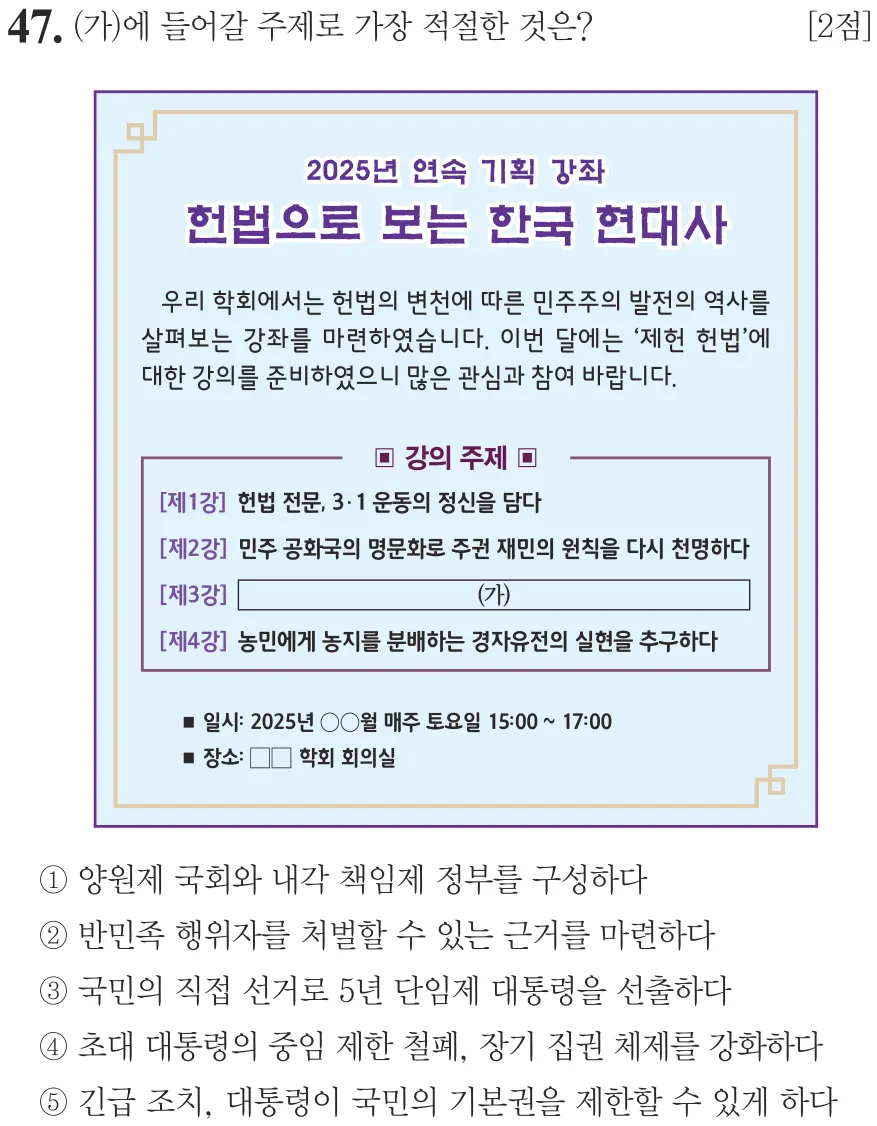 47. (가)에 들어갈 주제로 가장 적절한 것은? [2점]
2025년 연속 기획 강좌
헌법으로 보는 한국 현대사
우리 학회에서는 헌법의 변천에 따른 민주주의 발전의 역사를
살펴보는 강좌를 마련하였습니다. 이번 달에는 ‘제헌 헌법’에
대한 강의를 준비하였으니 많은 관심과 참여 바랍니다.
▣ 강의 주제 ▣
[제1강] 헌법 전문, 3·1 운동의 정신을 담다
[제2강] 민주 공화국의 명문화로 주권 재민의 원칙을 다시 천명하다
[제3강] (가)
[제4강] 농민에게 농지를 분배하는 경자유전의 실현을 추구하다
■ 일시: 2025년 ○○월 매주 토요일 15:00 ~ 17:00
■ 장소: □□ 학회 회의실
① 양원제 국회와 내각 책임제 정부를 구성하다
② 반민족 행위자를 처벌할 수 있는 근거를 마련하다
③ 국민의 직접 선거로 5년 단임제 대통령을 선출하다
④ 초대 대통령의 중임 제한 철폐, 장기 집권 체제를 강화하다
⑤ 긴급 조치, 대통령이 국민의 기본권을 제한할 수 있게 하다